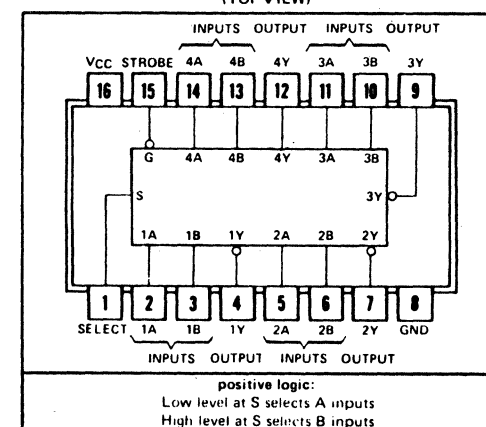 (TOP VIEW)
INPUTS OUTPUT INPUTS OUTPUT
VCC STROBE 4A 4B 4Y 3A 3B 3Y
16 15 14 13 12 11 10 9
G 4A 4B 4Y 3A 3B
S 3Y
1A 1B 1Y 2A 2B 2Y
1 2 3 4 5 6 7 8
SELECT 1A 1B 1Y 2A 2B 2Y GND
INPUTS OUTPUT INPUTS OUTPUT
positive logic:
Low level at S selects A inputs
High level at S selects B inputs